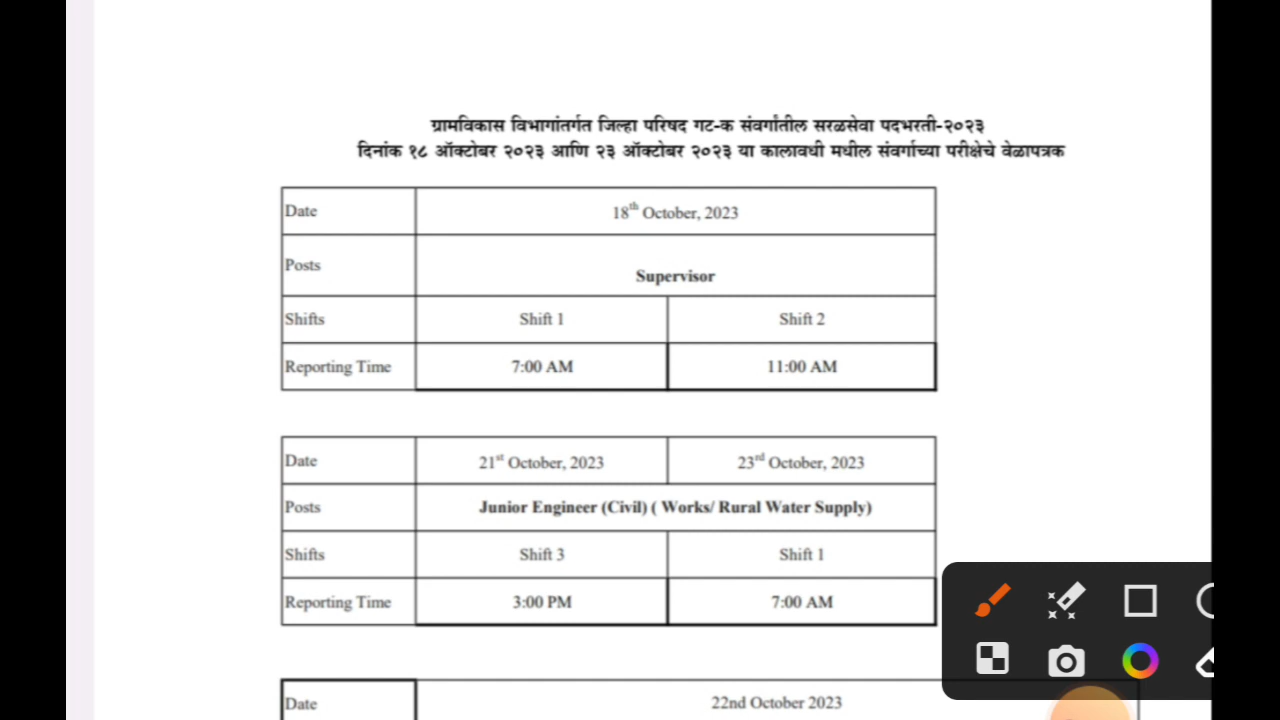 ग्रामविकास विभागांतर्गत जिल्हा परिषद गट-क संवर्गांतील सरळसेवा पदभरती-२०२३
दिनांक १८ ऑक्टोबर २०२३ आणि २३ ऑक्टोबर २०२३ या कालावधी मधील संवर्गाच्या परीक्षेचे वेळापत्रक
Date 18th October, 2023
Posts Supervisor
Shifts Shift 1 Shift 2
Reporting Time 7:00 AM 11:00 AM
Date 21st October, 2023 23rd October, 2023
Posts Junior Engineer (Civil) ( Works/ Rural Water Supply)
Shifts Shift 3 Shift 1
Reporting Time 3:00 PM 7:00 AM
Date 22nd October 2023